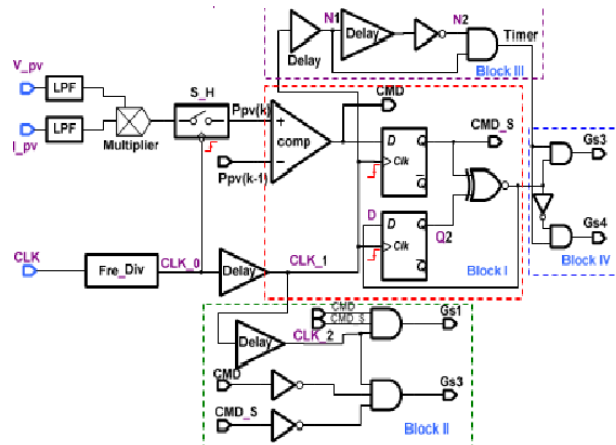 N1
N2
Timer
Delay
Delay
Block III
V_pv
LPF
S_H
Ppv(k)
CMD
I_pv
LPF
Multiplier
+
comp
−
Ppv(k-1)
D
Q
Clk
Q
CMD_S
D
D
Q
Clk
Q
Q2
Block I
Gs3
Gs4
Block IV
CLK
Fre_Div
CLK_0
Delay
CLK_1
Delay
CLK_2
CMD
CMD_S
Gs1
CMD
Gs3
CMD_S
Block II